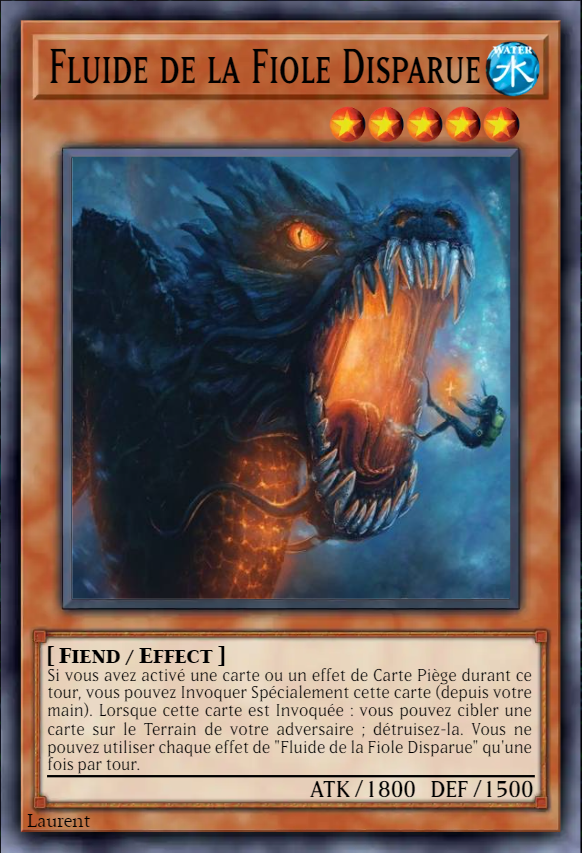 Fluide de la Fiole Disparue
WATER
水
[ Fiend / Effect ]
Si vous avez activé une carte ou un effet de Carte Piège durant ce
tour, vous pouvez Invoquer Spécialement cette carte (depuis votre
main). Lorsque cette carte est Invoquée : vous pouvez cibler une
carte sur le Terrain de votre adversaire ; détruisez-la. Vous ne
pouvez utiliser chaque effet de "Fluide de la Fiole Disparue" qu'une
fois par tour.
ATK / 1800 DEF / 1500
Laurent